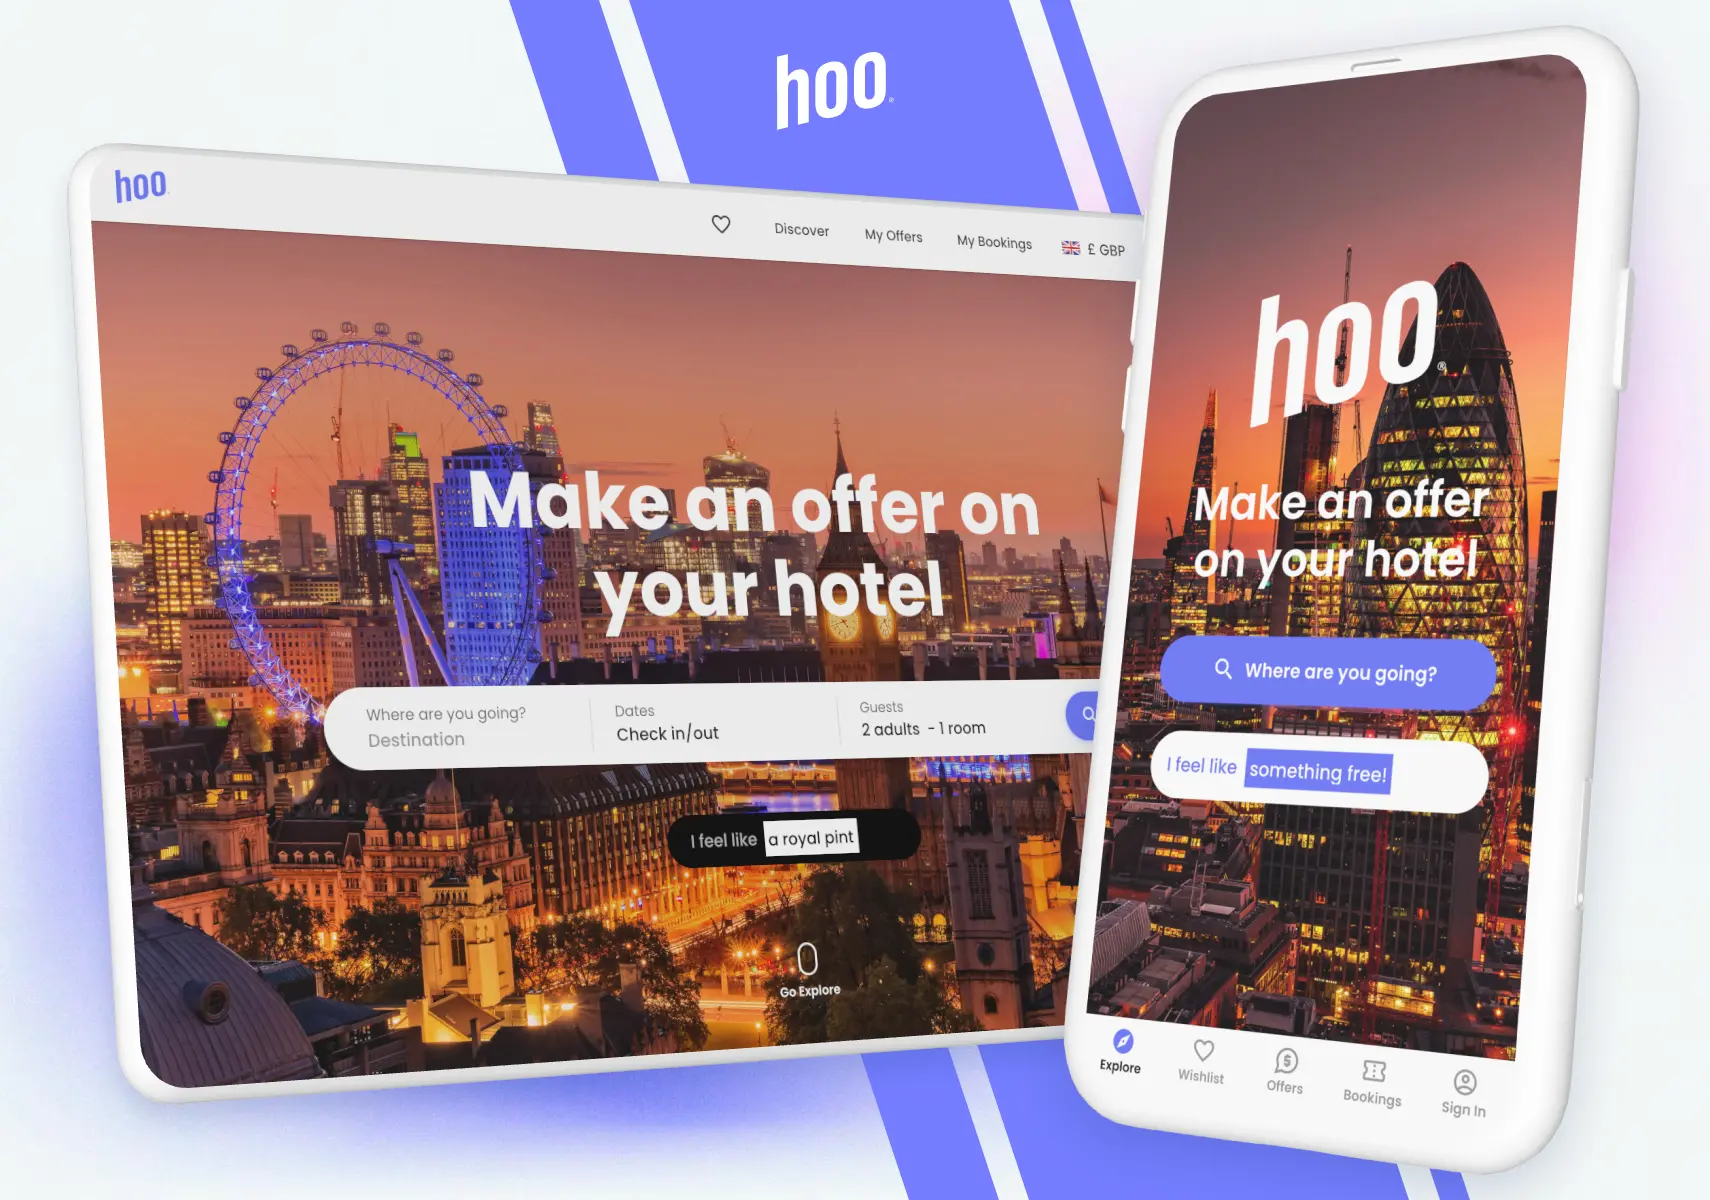 hoo®
hoo
Discover
My Offers
My Bookings
£ GBP
Make an offer on
your hotel
Where are you going?
Destination
Dates
Check in/out
Guests
2 adults - 1 room
I feel like a royal pint
Go Explore
hoo®
Make an offer
on your hotel
Where are you going?
I feel like something free!
Explore
Wishlist
$
Offers
Bookings
Sign In